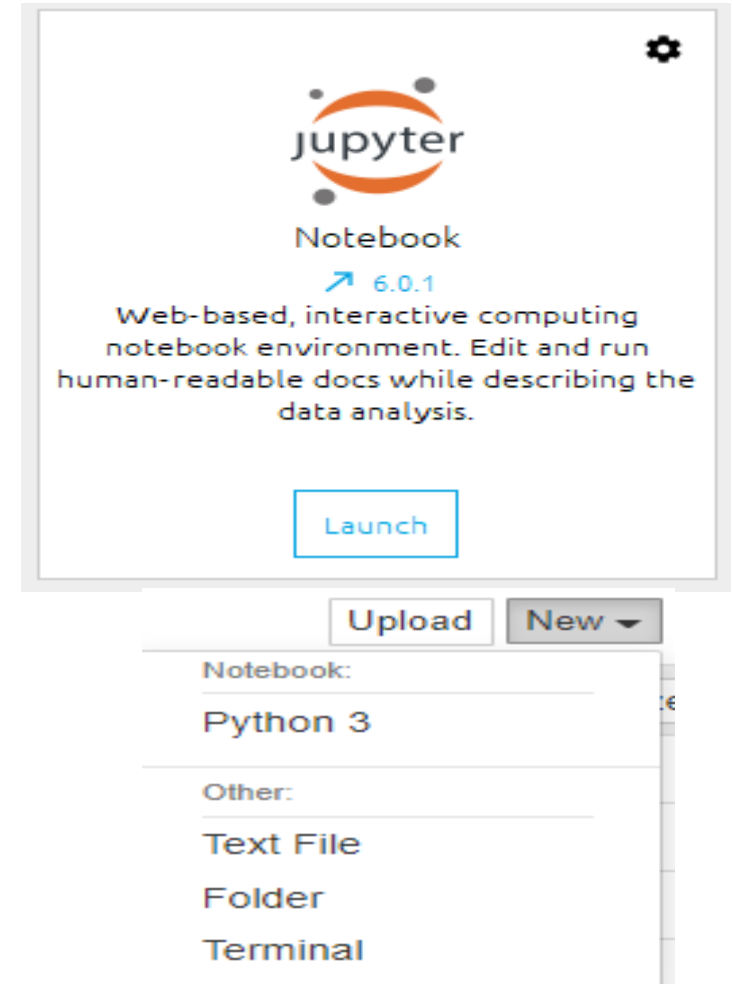 jupyter
Notebook
6.0.1
Web-based, interactive computing
notebook environment. Edit and run
human-readable docs while describing the
data analysis.
Launch
Upload New
Notebook:
Python 3
Other:
Text File
Folder
Terminal